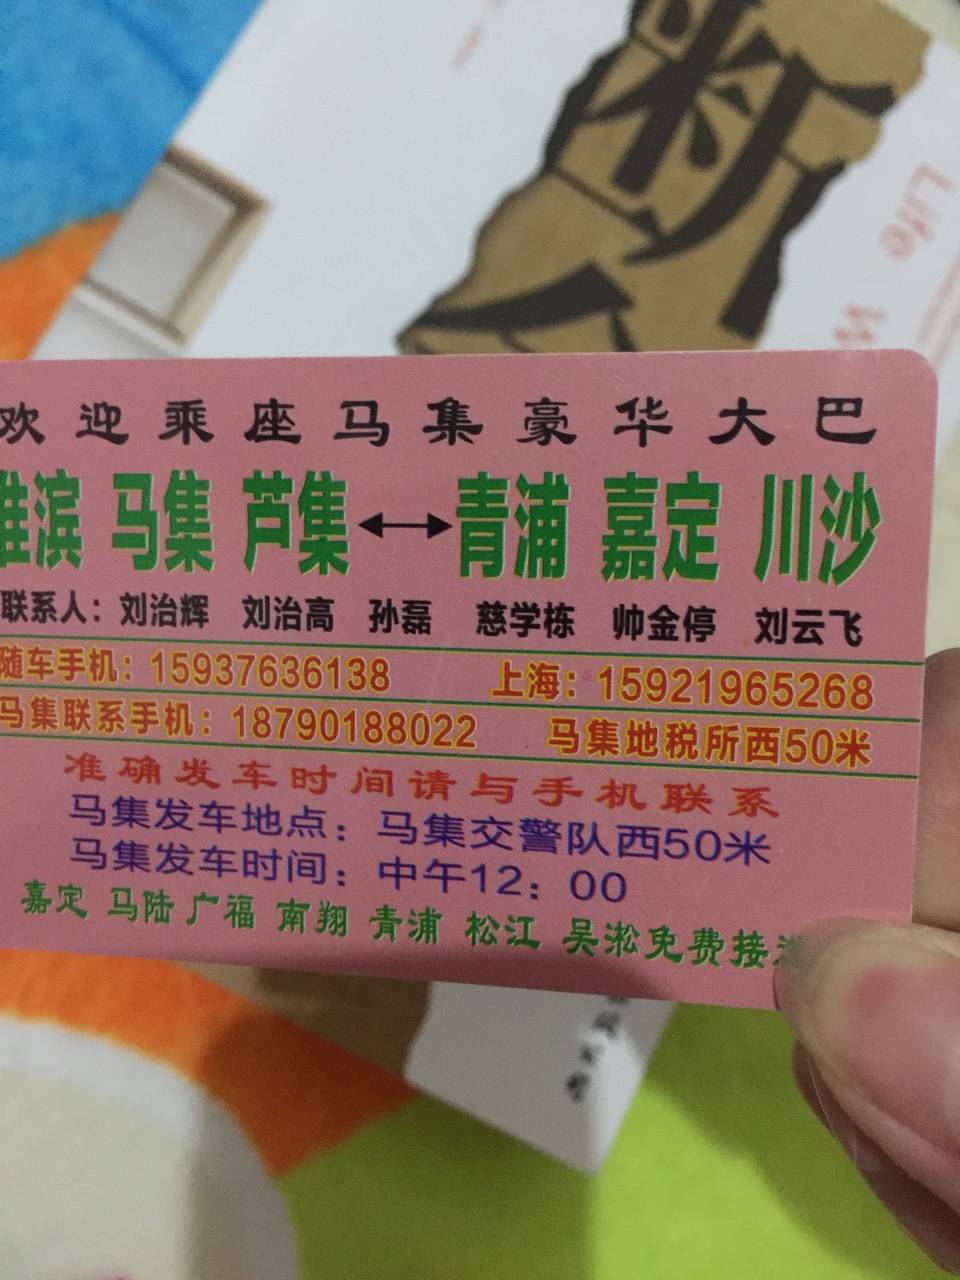 欢迎乘座马集豪华大巴
淮滨 马集 芦集↔青浦 嘉定 川沙
联系人：刘治辉 刘治高 孙磊 慈学栋 帅金停 刘云飞
随车手机：15937636138 上海：15921965268
马集联系手机：18790188022 马集地税所西50米
准确发车时间请与手机联系
马集发车地点：马集交警队西50米
马集发车时间：中午12：00
嘉定 马陆 广福 南翔 青浦 松江 吴淞免费接
Life